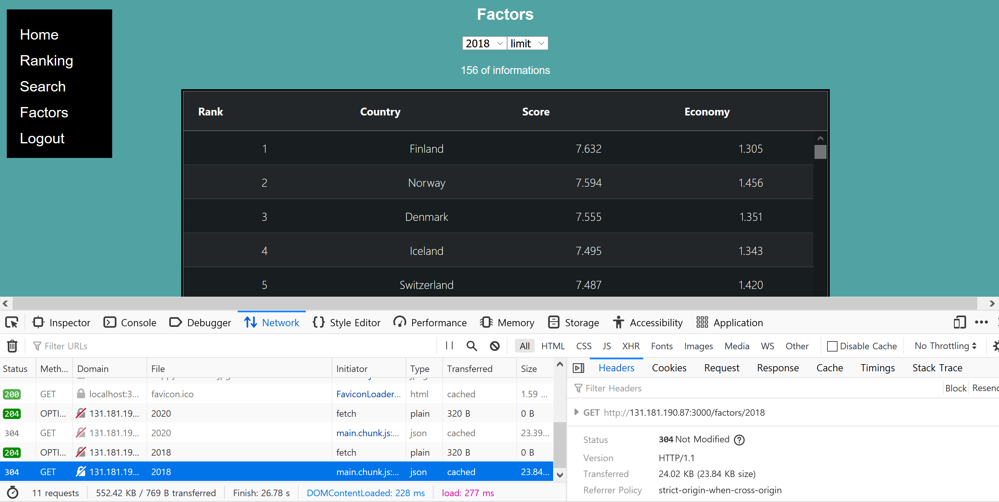 Factors
Home
Ranking
Search
Factors
Logout
2018 limit
156 of informations
Rank Country Score Economy
1 Finland 7.632 1.305
2 Norway 7.594 1.456
3 Denmark 7.555 1.351
4 Iceland 7.495 1.343
5 Switzerland 7.487 1.420
Inspector Console Debugger Network Style Editor Performance Memory Storage Accessibility Application
Filter URLs All HTML CSS JS XHR Fonts Images Media WS Other Disable Cache No Throttling
Status Meth... Domain File Initiator Type Transferred Size
200 GET localhost:3... favicon.ico FaviconLoader... html cached 1.59 ...
204 OPTI... 131.181.19... 2020 fetch plain 320 B 0 B
304 GET 131.181.19... 2020 main.chunk.js:... json cached 23.39...
204 OPTI... 131.181.19... 2018 fetch plain 320 B 0 B
304 GET 131.181.19... 2018 main.chunk.js:... json cached 23.84...
11 requests 552.42 KB / 769 B transferred Finish: 26.78 s DOMContentLoaded: 228 ms load: 277 ms
Headers Cookies Request Response Cache Timings Stack Trace
Filter Headers Block Resend
GET http://131.181.190.87:3000/factors/2018
Status 304 Not Modified ?
Version HTTP/1.1
Transferred 24.02 KB (23.84 KB size)
Referrer Policy strict-origin-when-cross-origin